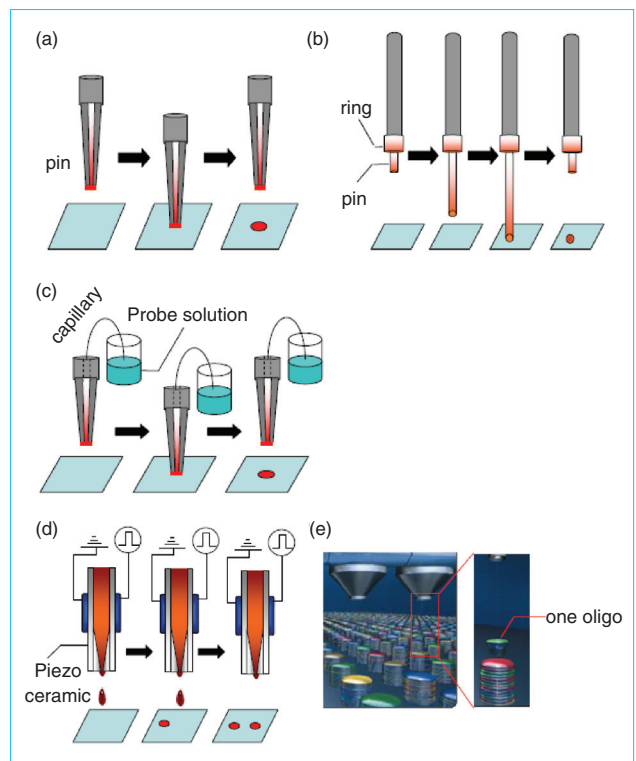 (a)
pin
(b)
ring
pin
(c)
capillary
Probe solution
(d)
Piezo
ceramic
(e)
one oligo